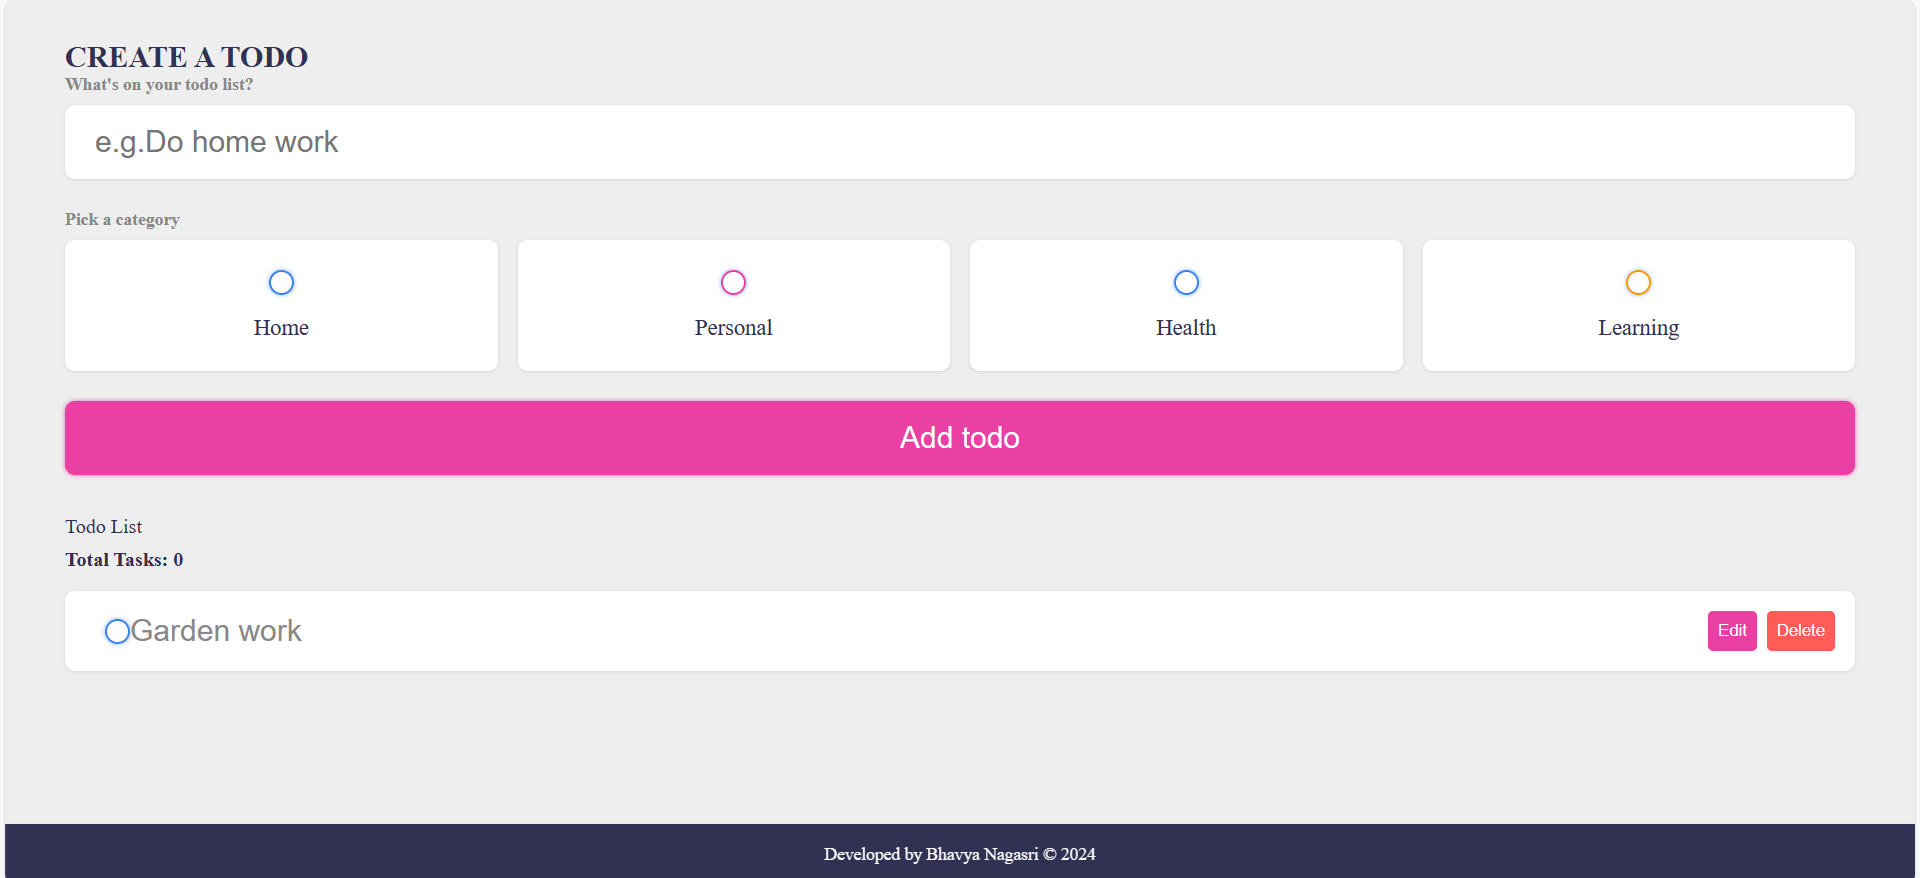 CREATE A TODO
What's on your todo list?
e.g.Do home work
Pick a category
Home Personal Health Learning
Add todo
Todo List
Total Tasks: 0
Garden work Edit Delete
Developed by Bhavya Nagasri © 2024